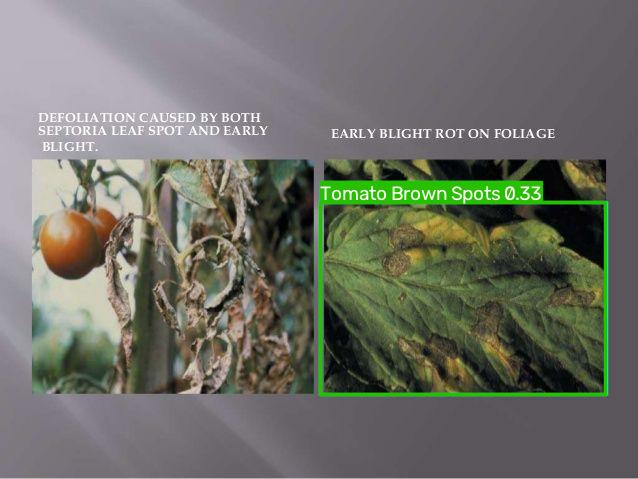 DEFOLIATION CAUSED BY BOTH
SEPTORIA LEAF SPOT AND EARLY
BLIGHT.
EARLY BLIGHT ROT ON FOLIAGE
Tomato Brown Spots 0.33